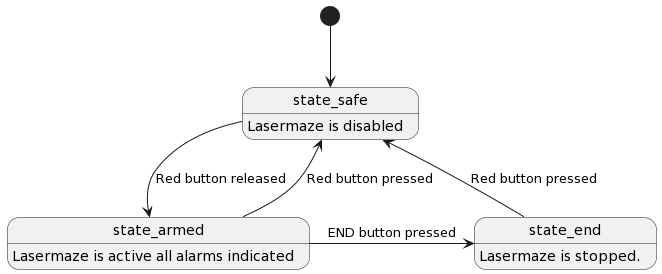 state_safe
Lasermaze is disabled
Red button released
Red button pressed
Red button pressed
state_armed
Lasermaze is active all alarms indicated
END button pressed
state_end
Lasermaze is stopped.